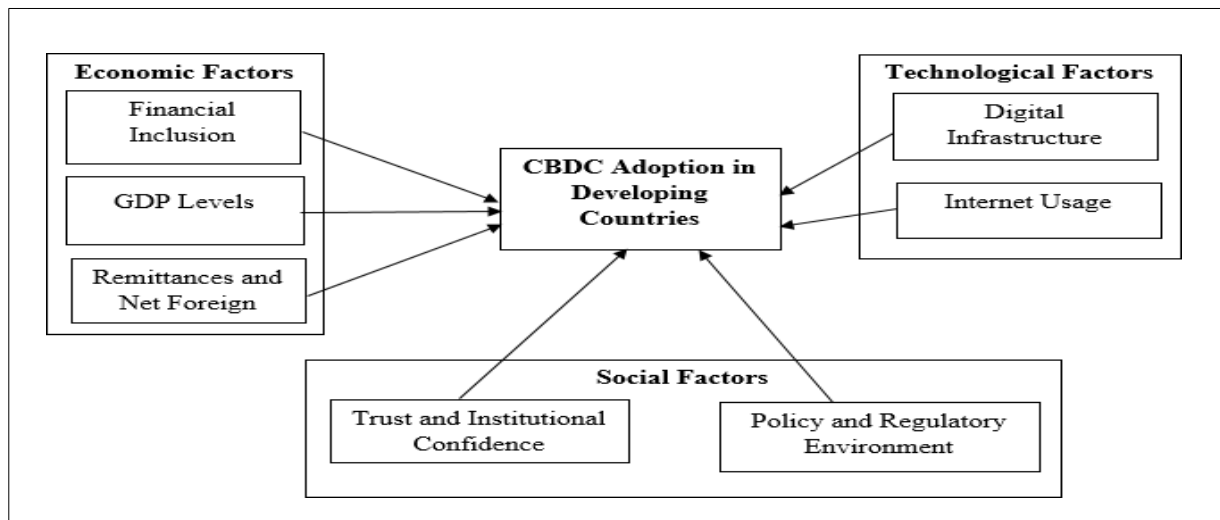 Economic Factors
Financial
Inclusion
GDP Levels
Remittances and
Net Foreign
CBDC Adoption in
Developing
Countries
Technological Factors
Digital
Infrastructure
Internet Usage
Social Factors
Trust and Institutional
Confidence
Policy and Regulatory
Environment